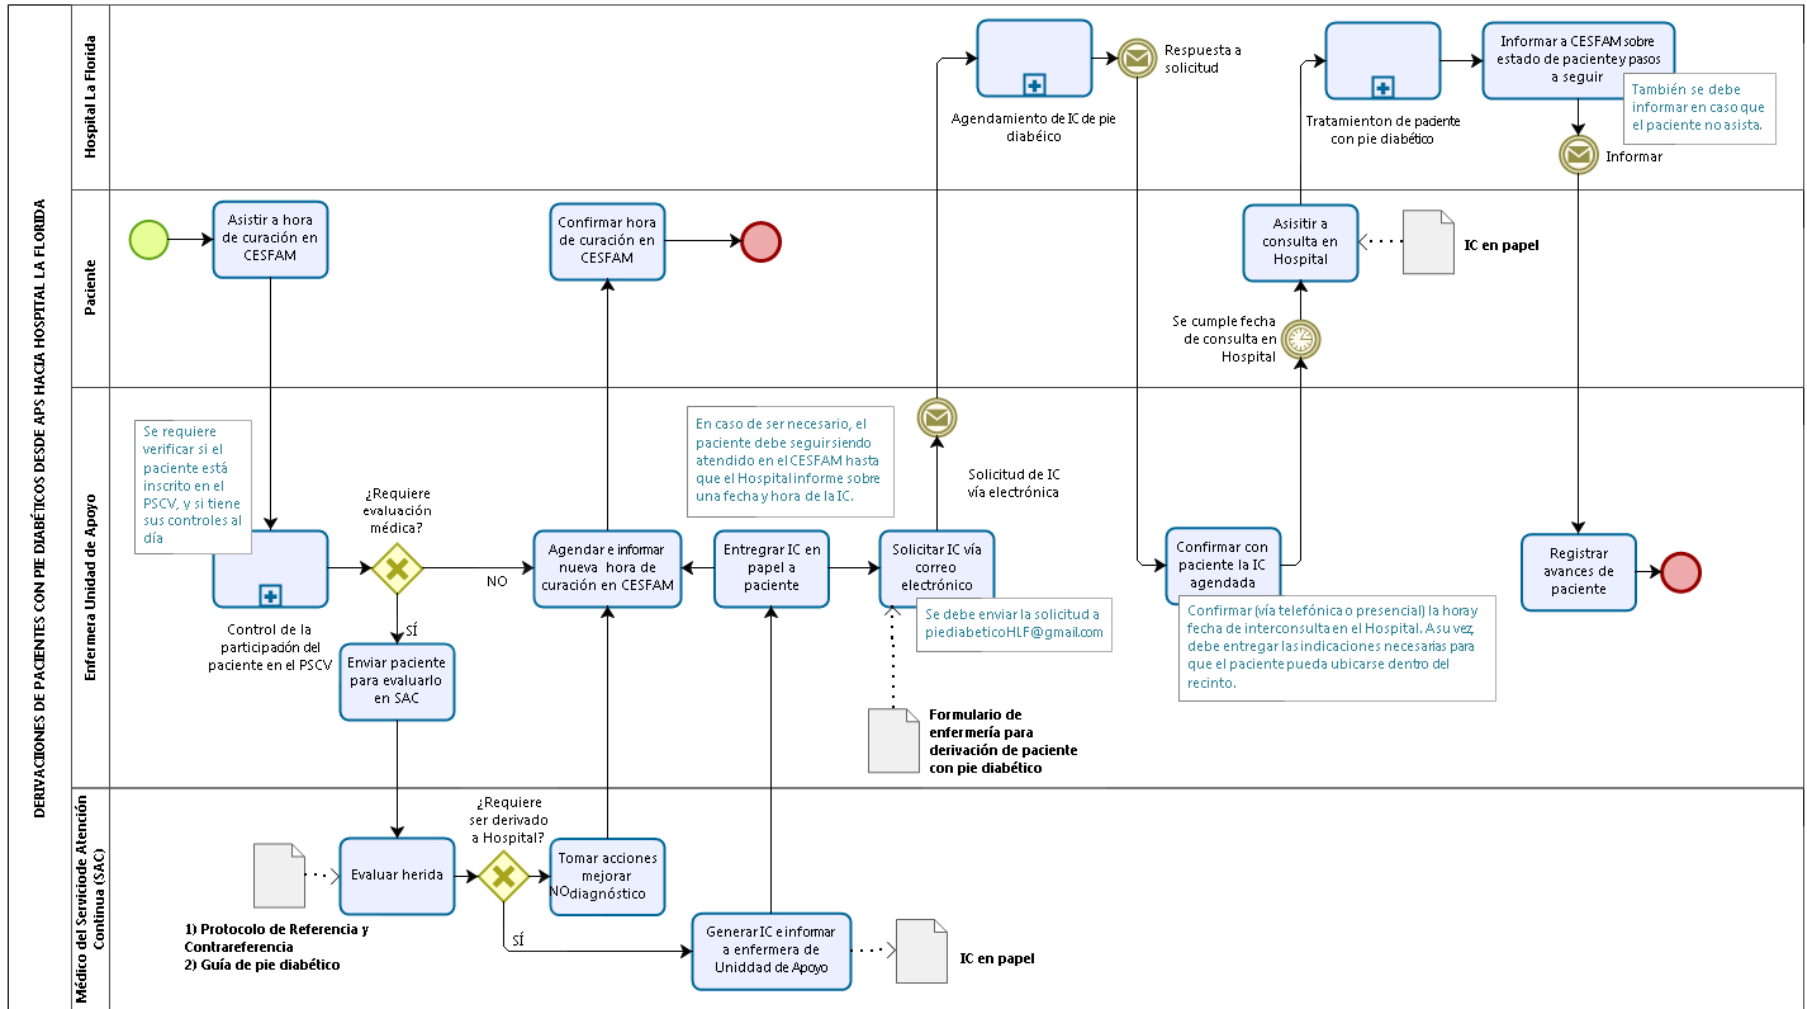 DERIVACIIONES DE PACIENTES CON PIE DIABÉTICOS DESDE APS HACIA HOSPITAL LA FLORIDA
Hospital La Florida
Agendamiento de IC de pie
diabéico
Respuesta a
solicitud
Tratamienton de paciente
con pie diabético
Informar a CESFAM sobre
estado de paciente y pasos
a seguir
También se debe
informar en caso que
el paciente no asista.
Informar
Paciente
Asistir a hora
de curación en
CESFAM
Confirmar hora
de curación en
CESFAM
Asisitir a
consulta en
Hospital
IC en papel
Se cumple fecha
de consulta en
Hospital
Enfermera Unidad de Apoyo
Se requiere
verificar si el
paciente está
inscrito en el
PSCV, y si tiene
sus controles al
día
Control de la
participación del
paciente en el PSCV
¿Requiere
evaluación
médica?
NO
SÍ
Enviar paciente
para evaluarlo
en SAC
Agendar e informar
nueva hora de
curación en CESFAM
En caso de ser necesario, el
paciente debe seguir siendo
atendido en el CESFAM hasta
que el Hospital informe sobre
una fecha y hora de la IC.
Entregrar IC en
papel a
paciente
Solicitar IC vía
correo
electrónico
Solicitud de IC
vía electrónica
Se debe enviar la solicitud a
piediabeticoHLF@gmail.com
Formulario de
enfermería para
derivación de paciente
con pie diabético
Confirmar con
paciente la IC
agendada
Confirmar (vía telefónica o presencial) la hora y
fecha de interconsulta en el Hospital. A su vez,
debe entregar las indicaciones necesarias para
que el paciente pueda ubicarse dentro del
recinto.
Registrar
avances de
paciente
Médico del Servicio de Atención
Continua (SAC)
1) Protocolo de Referencia y
Contrareferencia
2) Guía de pie diabético
Evaluar herida
¿Requiere
ser derivado
a Hospital?
NO
SÍ
Tomar acciones
mejorar
diagnóstico
Generar IC e informar
a enfermera de
Uniddad de Apoyo
IC en papel